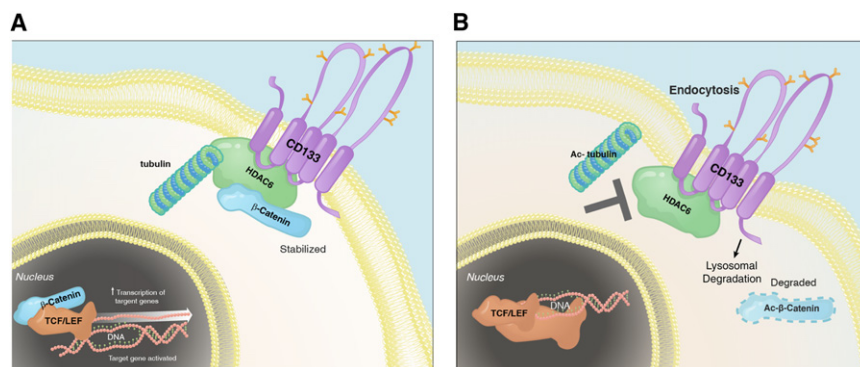 A
tubulin
HDAC6
CD133
β-Catenin
Stabilized
Nucleus
β-Catenin
TCF/LEF
↑ Transcription of
targent genes
DNA
Target gene activated
B
Endocytosis
Ac- tubulin
HDAC6
CD133
Lysosomal
Degradation
Degraded
Ac-β-Catenin
Nucleus
TCF/LEF
DNA